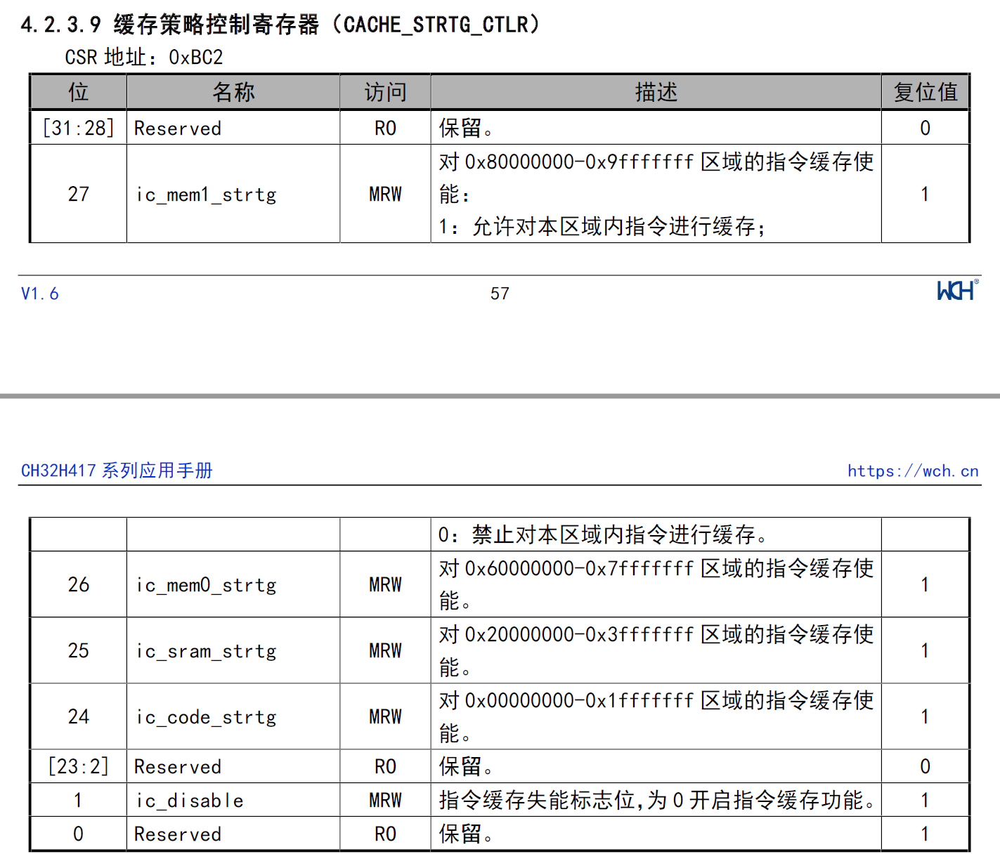 4.2.3.9 缓存策略控制寄存器（CACHE_STRTG_CTLR）
CSR 地址：0xBC2
位 名称 访问 描述 复位值
[31:28] Reserved RO 保留。 0
27 ic_mem1_strtg MRW 对 0x80000000-0x9fffffff 区域的指令缓存使
能：
1：允许对本区域内指令进行缓存； 1
V1.6 57 WCH®
CH32H417 系列应用手册 https://wch.cn
0：禁止对本区域内指令进行缓存。
26 ic_mem0_strtg MRW 对 0x60000000-0x7fffffff 区域的指令缓存使
能。 1
25 ic_sram_strtg MRW 对 0x20000000-0x3fffffff 区域的指令缓存使
能。 1
24 ic_code_strtg MRW 对 0x00000000-0x1fffffff 区域的指令缓存使
能。 1
[23:2] Reserved RO 保留。 0
1 ic_disable MRW 指令缓存失能标志位,为 0 开启指令缓存功能。 1
0 Reserved RO 保留。 1